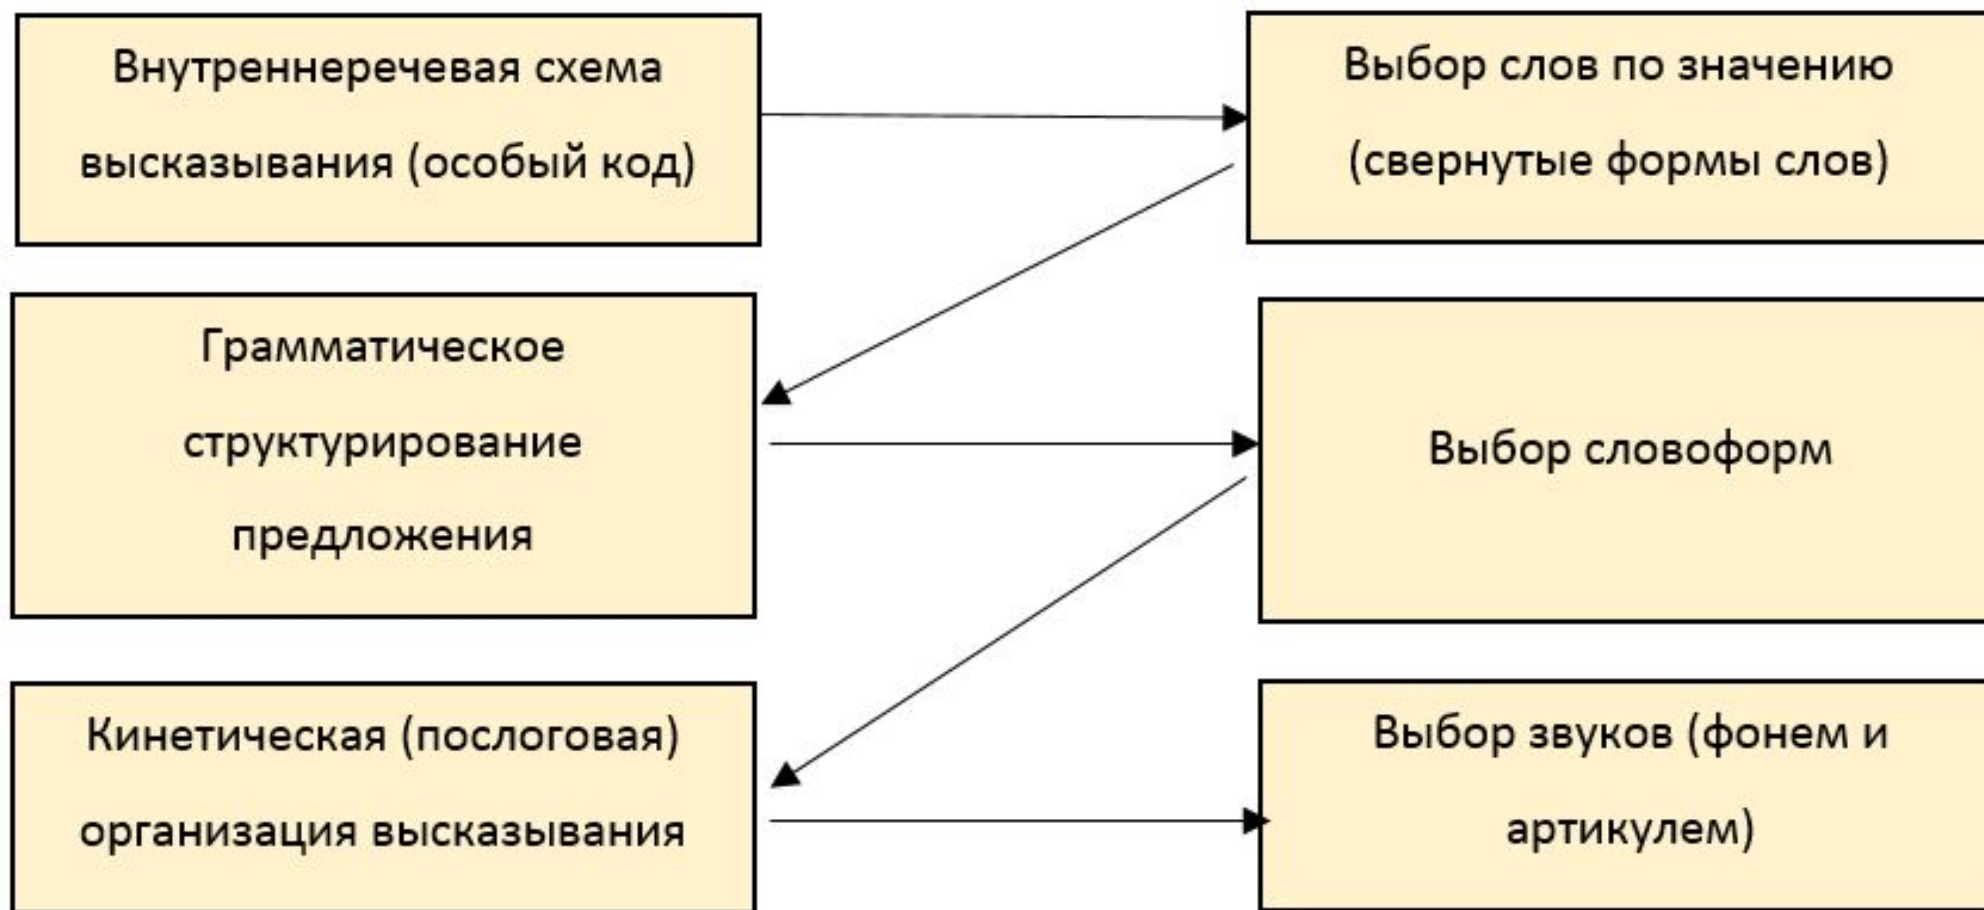 Внутреннеречевая схема
высказывания (особый код)
Выбор слов по значению
(свернутые формы слов)
Грамматическое
структурирование
предложения
Выбор словоформ
Кинетическая (послоговая)
организация высказывания
Выбор звуков (фонем и
артикулем)